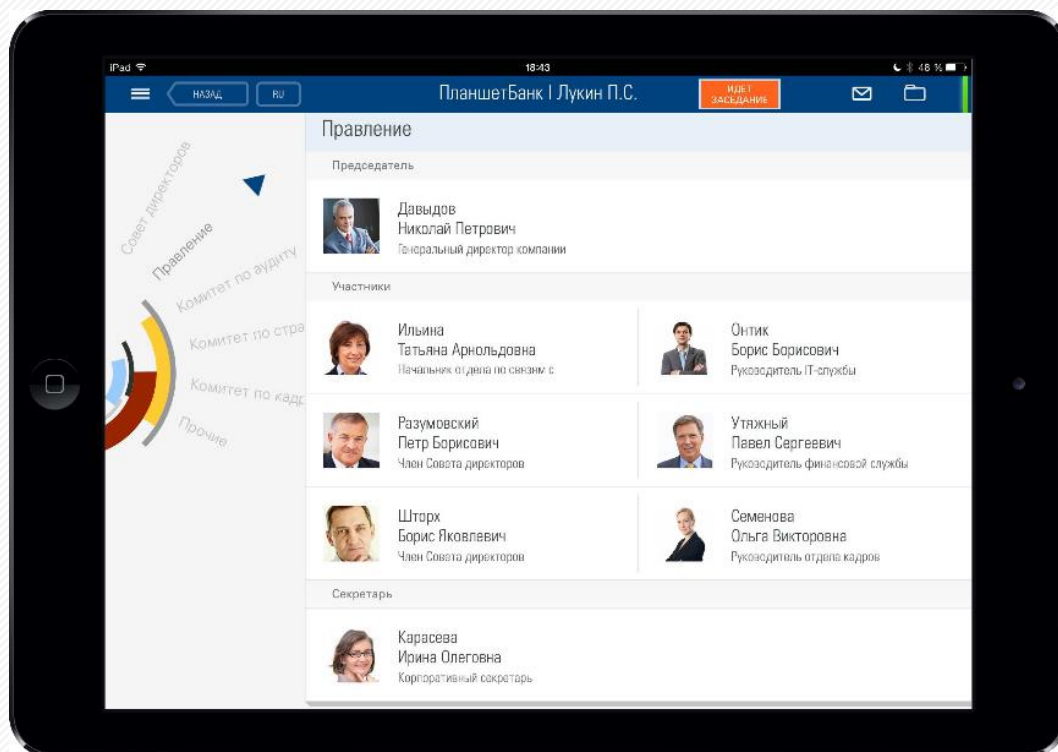 iPad 18:43 48 %
НАЗАД RU ПланшетБанк | Лукин П.С. ИДЕТ ЗАСЕДАНИЕ
Совет директоров
Правление
Комитет по аудиту
Комитет по стра
Комитет по кадр
Прочие
Правление
Председатель
Давыдов
Николай Петрович
Генеральный директор компании
Участники
Ильина
Татьяна Арнольдовна
Начальник отдела по связям с
Онтик
Борис Борисович
Руководитель IT-службы
Разумовский
Петр Борисович
Член Совета директоров
Утяжный
Павел Сергеевич
Руководитель финансовой службы
Шторх
Борис Яковлевич
Член Совета директоров
Семенова
Ольга Викторовна
Руководитель отдела кадров
Секретарь
Карасева
Ирина Олеговна
Корпоративный секретарь